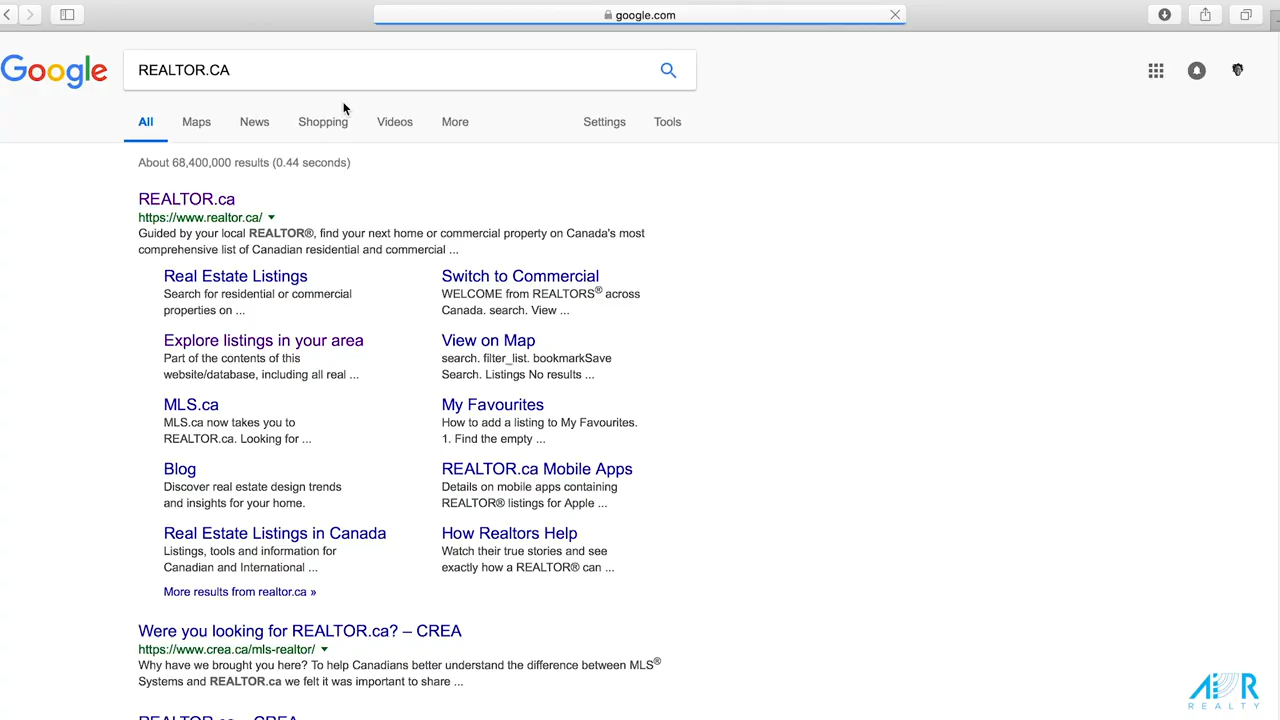 google.com
Google
REALTOR.CA
All Maps News Shopping Videos More Settings Tools
About 68,400,000 results (0.44 seconds)
REALTOR.ca
https://www.realtor.ca/
Guided by your local REALTOR®, find your next home or commercial property on Canada's most
comprehensive list of Canadian residential and commercial ...
Real Estate Listings
Search for residential or commercial
properties on ...
Switch to Commercial
WELCOME from REALTORS® across
Canada. search. View ...
Explore listings in your area
Part of the contents of this
website/database, including all real ...
View on Map
search. filter_list. bookmarkSave
Search. Listings No results ...
MLS.ca
MLS.ca now takes you to
REALTOR.ca. Looking for ...
My Favourites
How to add a listing to My Favourites.
1. Find the empty ...
Blog
Discover real estate design trends
and insights for your home.
REALTOR.ca Mobile Apps
Details on mobile apps containing
REALTOR® listings for Apple ...
Real Estate Listings in Canada
Listings, tools and information for
Canadian and International ...
How Realtors Help
Watch their true stories and see
exactly how a REALTOR® can ...
More results from realtor.ca »
Were you looking for REALTOR.ca? – CREA
https://www.crea.ca/mls-realtor/
Why have we brought you here? To help Canadians better understand the difference between MLS®
Systems and REALTOR.ca we felt it was important to share ...
REALTOR.ca – CREA
REALTY